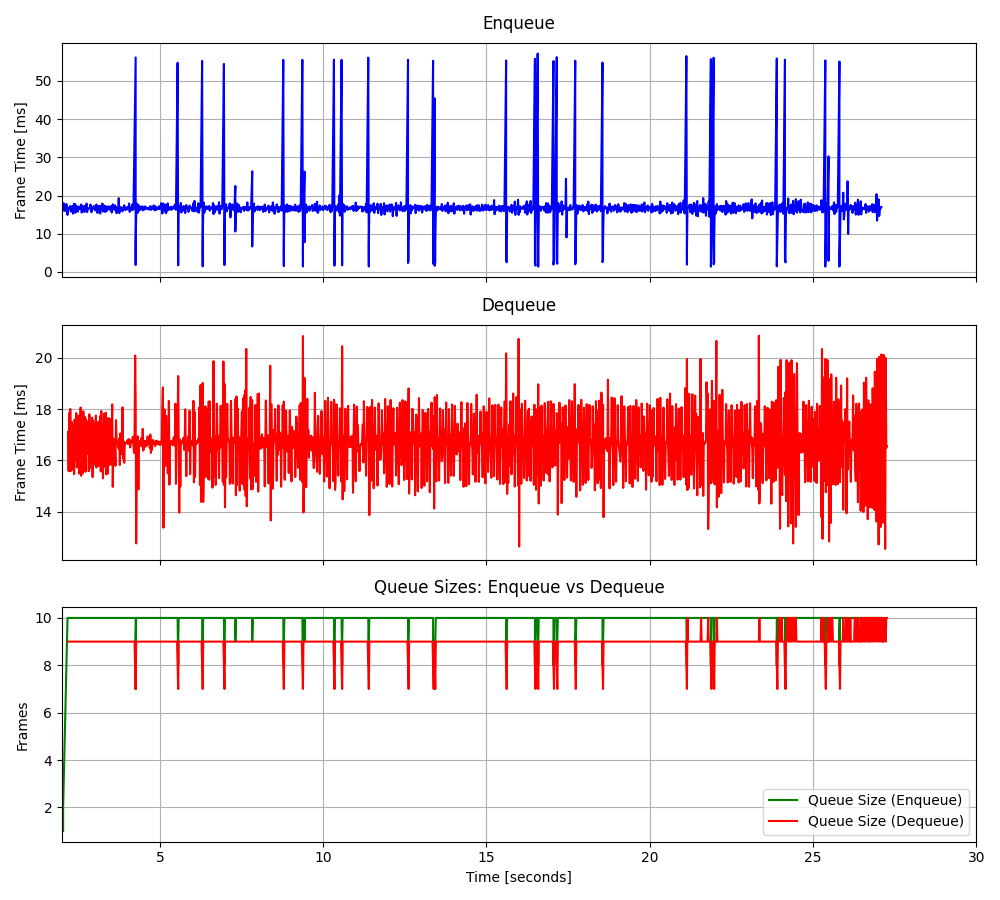 Enqueue
Frame Time [ms]
50
40
30
20
10
0
Dequeue
Frame Time [ms]
20
18
16
14
Queue Sizes: Enqueue vs Dequeue
Frames
10
8
6
4
2
Queue Size (Enqueue)
Queue Size (Dequeue)
5 10 15 20 25 30
Time [seconds]